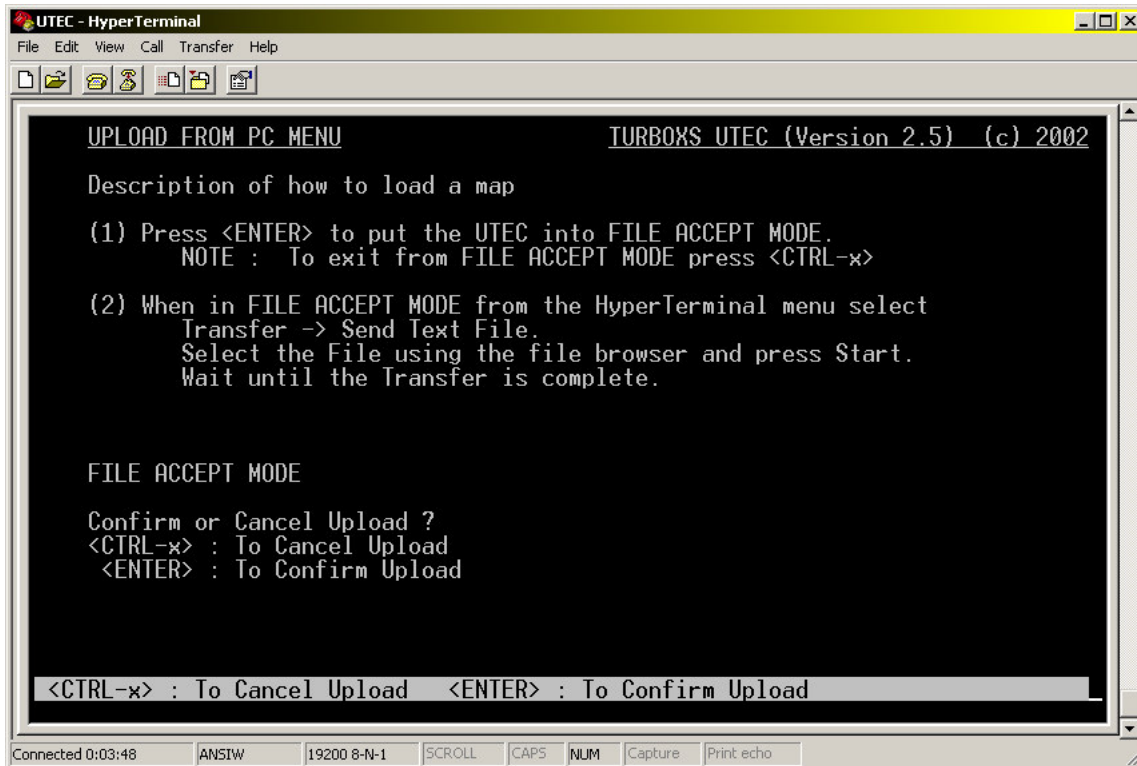 UTEC - HyperTerminal
File Edit View Call Transfer Help
UPLOAD FROM PC MENU TURBOXS UTEC (Version 2.5) (c) 2002
Description of how to load a map
(1) Press <ENTER> to put the UTEC into FILE ACCEPT MODE.
NOTE : To exit from FILE ACCEPT MODE press <CTRL-x>
(2) When in FILE ACCEPT MODE from the HyperTerminal menu select
Transfer -> Send Text File.
Select the File using the file browser and press Start.
Wait until the Transfer is complete.
FILE ACCEPT MODE
Confirm or Cancel Upload ?
<CTRL-x> : To Cancel Upload
<ENTER> : To Confirm Upload
<CTRL-x> : To Cancel Upload <ENTER> : To Confirm Upload
Connected 0:03:48 ANSIW 19200 8-N-1 SCROLL CAPS NUM Capture Print echo